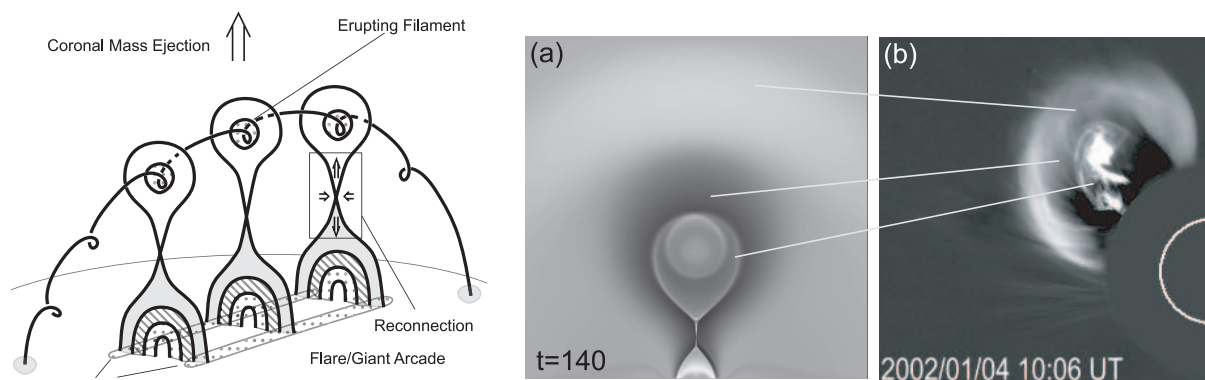 Coronal Mass Ejection
Erupting Filament
Reconnection
Flare/Giant Arcade
(a)
t=140
(b)
2002/01/04 10:06 UT